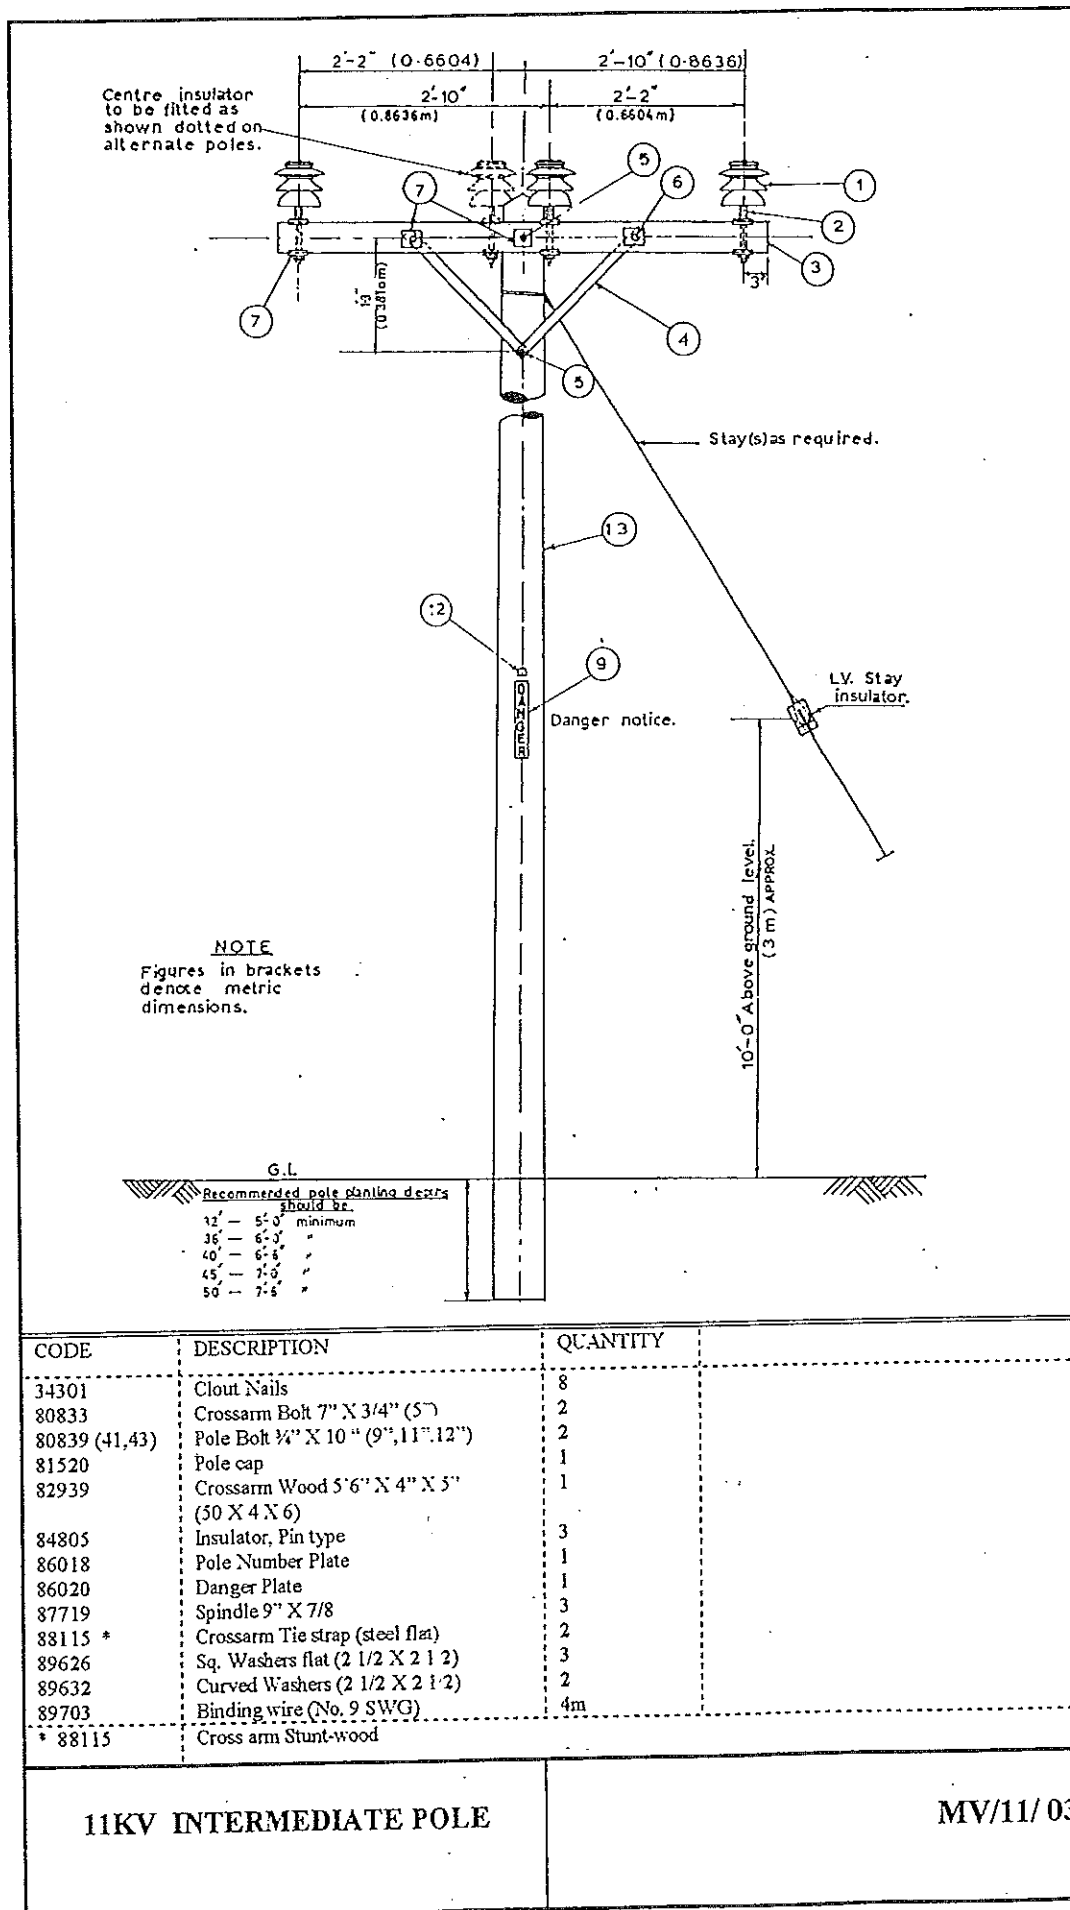 2'-2" (0·6604) 2'-10" (0·8636)
2'-10" 2'-2"
(0.8636m) (0.6604m)
Centre insulator
to be fitted as
shown dotted on
alternate poles.
5
7
6
1
2
3
3"
7
(0.381m)
4
5
Stay(s) as required.
13
12
9
DANGER
Danger notice.
L.V. Stay
insulator.
10'-0" Above ground level.
(3 m) APPROX.
NOTE
Figures in brackets
denote metric
dimensions.
G.L
Recommended pole planting
should be
32' — 5'-0" minimum
36' — 6'-0" "
40' — 6'-6" "
45' — 7'-0" "
50' — 7'-6" "
CODE DESCRIPTION QUANTITY
34301 Clout Nails 8
80833 Crossarm Bolt 7" X 3/4" (5") 2
80839 (41,43) Pole Bolt ¾" X 10 " (9",11".12") 2
81520 Pole cap 1
82939 Crossarm Wood 5'6" X 4" X 5" 1
(50 X 4 X 6)
84805 Insulator, Pin type 3
86018 Pole Number Plate 1
86020 Danger Plate 1
87719 Spindle 9" X 7/8 3
88115 * Crossarm Tie strap (steel flat) 2
89626 Sq. Washers flat (2 1/2 X 2 1/2) 3
89632 Curved Washers (2 1/2 X 2 1/2) 2
89703 Binding wire (No. 9 SWG) 4m
* 88115 Cross arm Stunt-wood
11KV INTERMEDIATE POLE MV/11/ 03